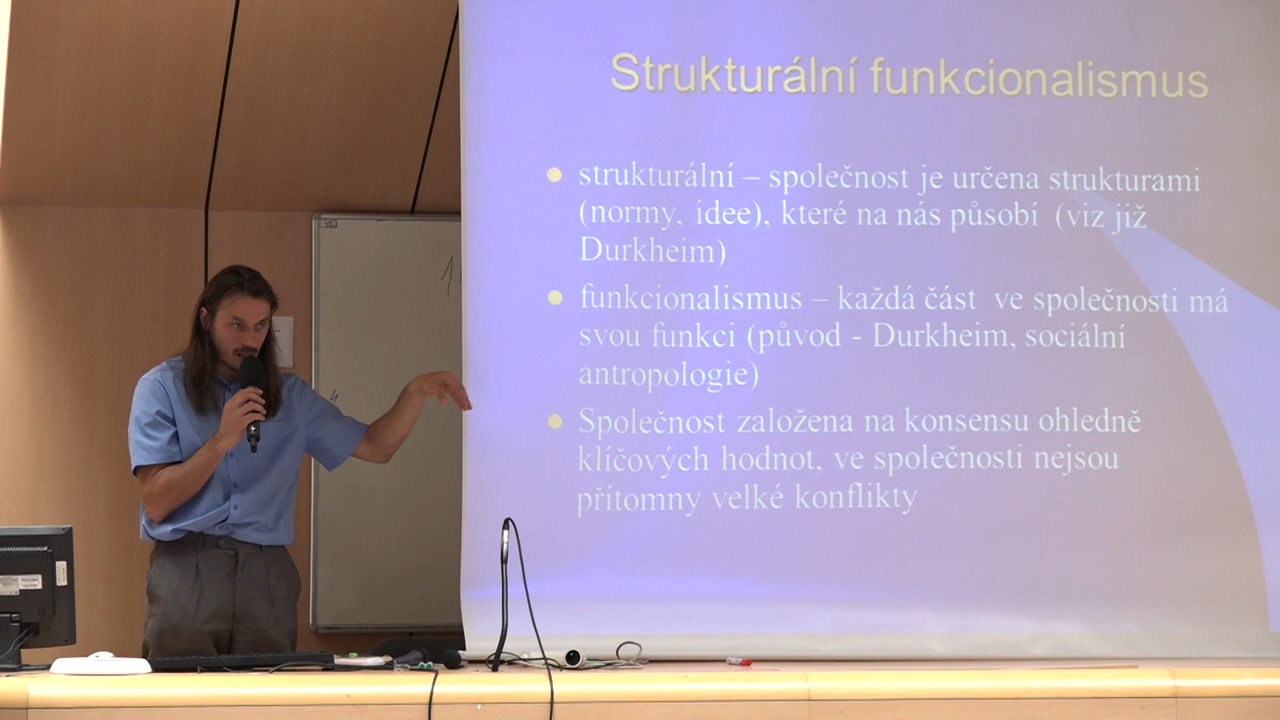 Strukturální funkcionalismus
strukturální – společnost je určena strukturami
(normy, idee), které na nás působí (viz již
Durkheim)
funkcionalismus – každá část ve společnosti má
svou funkci (původ - Durkheim, sociální
antropologie)
Společnost založena na konsensu ohledně
klíčových hodnot, ve společnosti nejsou
přítomny velké konflikty